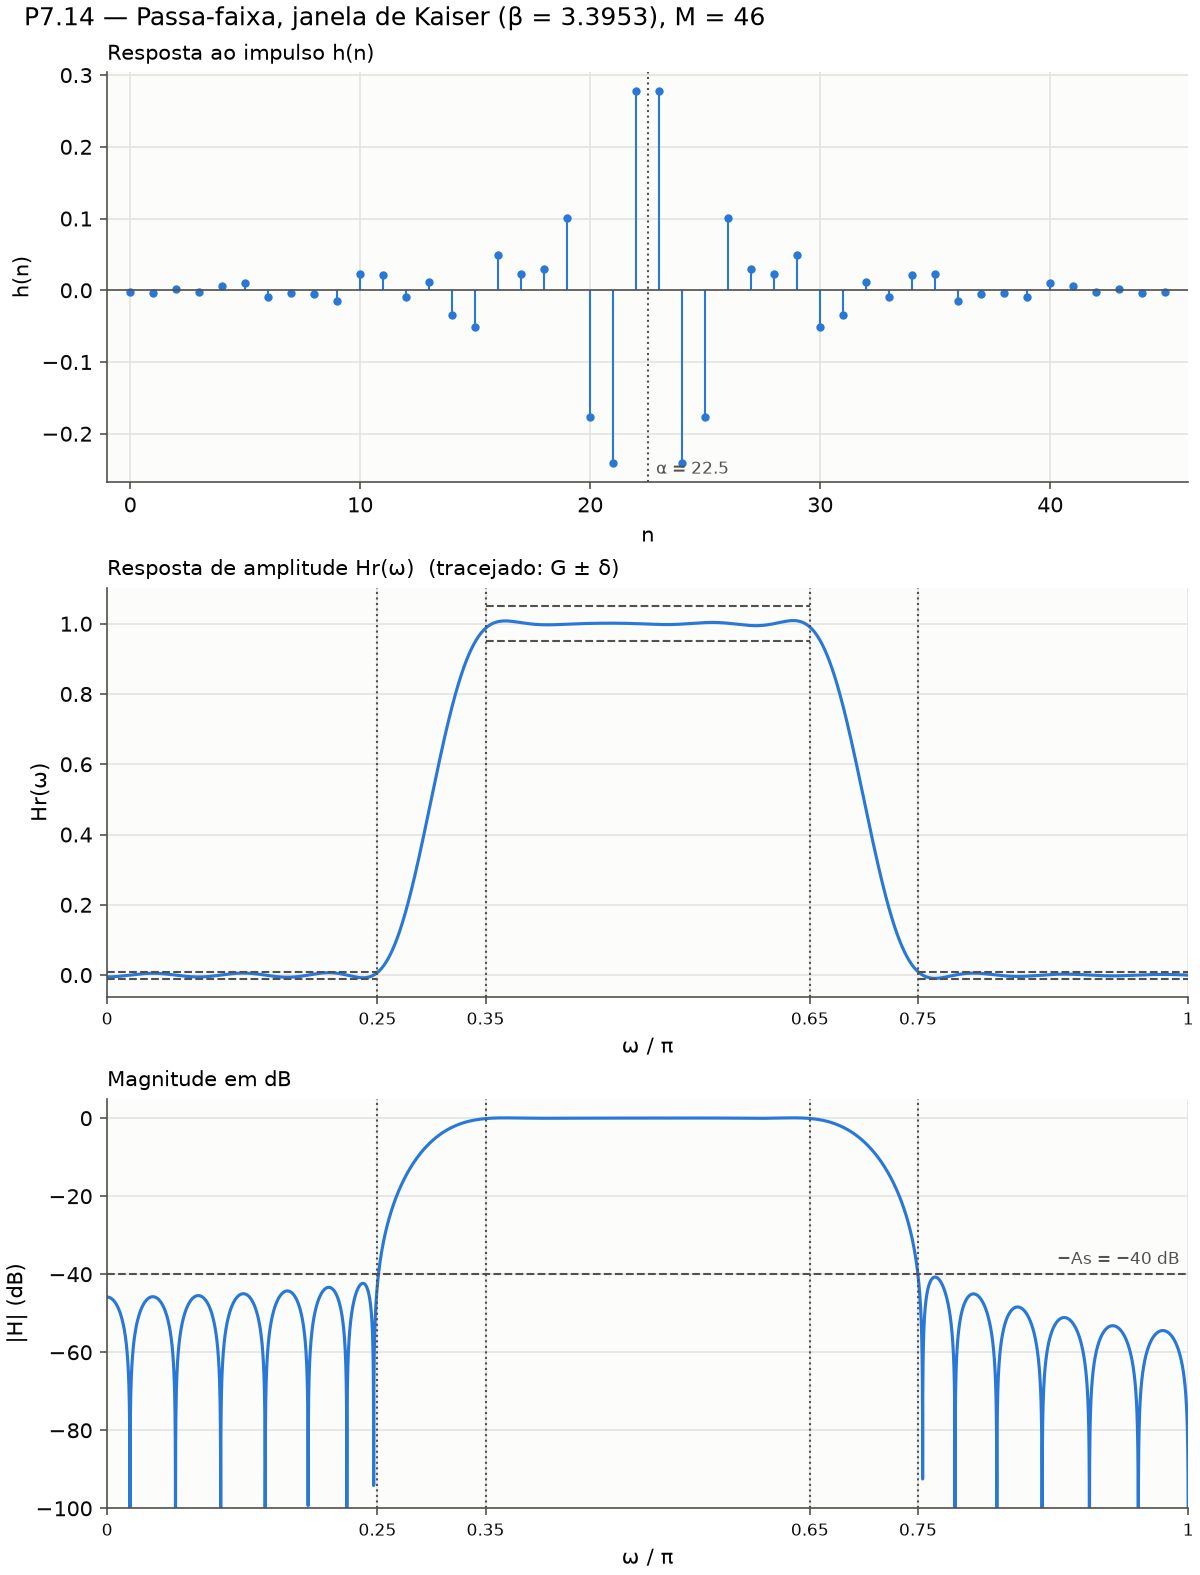 P7.14 — Passa-faixa, janela de Kaiser (β = 3.3953), M = 46
Resposta ao impulso h(n)
0.3
0.2
0.1
0.0
−0.1
−0.2
h(n)
α = 22.5
0 10 20 30 40
n
Resposta de amplitude Hr(ω)  (tracejado: G ± δ)
1.0
0.8
0.6
0.4
0.2
0.0
Hr(ω)
0 0.25 0.35 0.65 0.75 1
ω / π
Magnitude em dB
0
−20
−40
−60
−80
−100
|H| (dB)
−As = −40 dB
0 0.25 0.35 0.65 0.75 1
ω / π